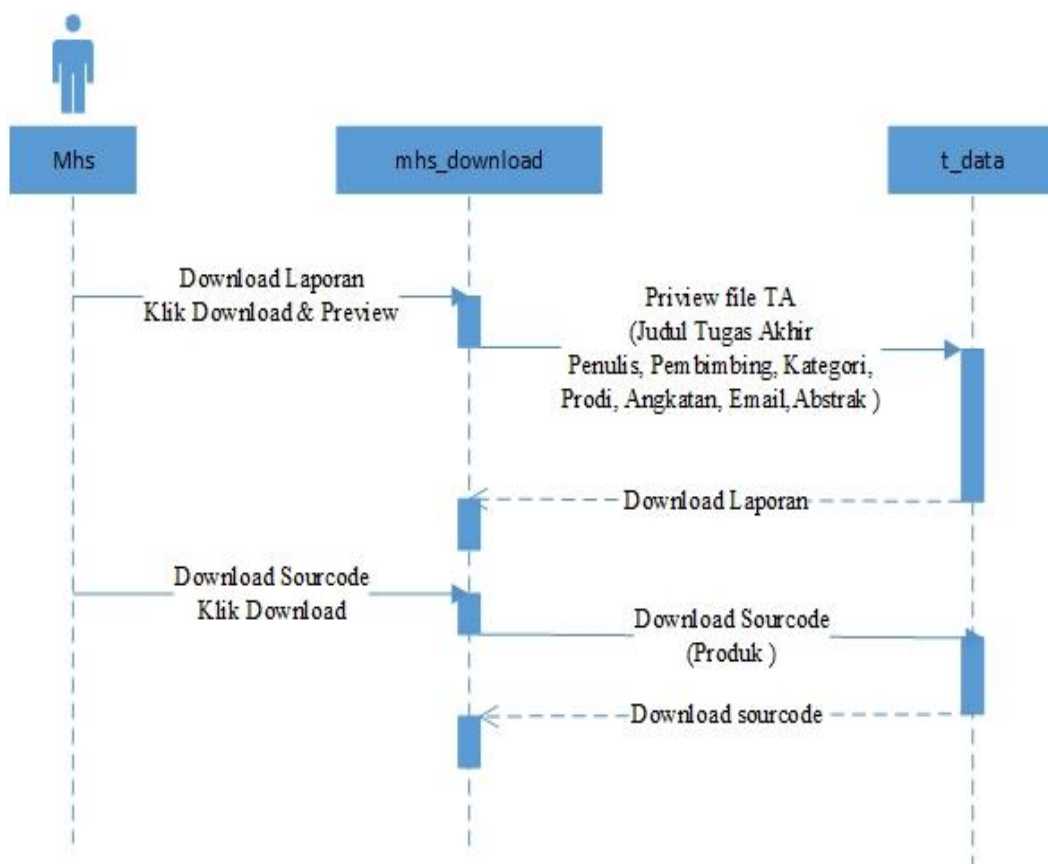 Mhs
mhs_download
t_data
Download Laporan
Klik Download & Preview
Priview file TA
(Judul Tugas Akhir
Penulis, Pembimbing, Kategori,
Prodi, Angkatan, Email,Abstrak )
Download Laporan
Download Sourcode
Klik Download
Download Sourcode
(Produk )
Download sourcode